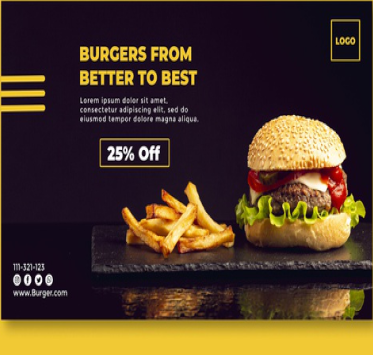 LOGO
BURGERS FROM
BETTER TO BEST
Lorem ipsum dolor sit amet,
consectetur adipiscing elit, sed do
eiusmod tempor dolore magna aliqua.
25% Off
111-321-123
www.Burger.com